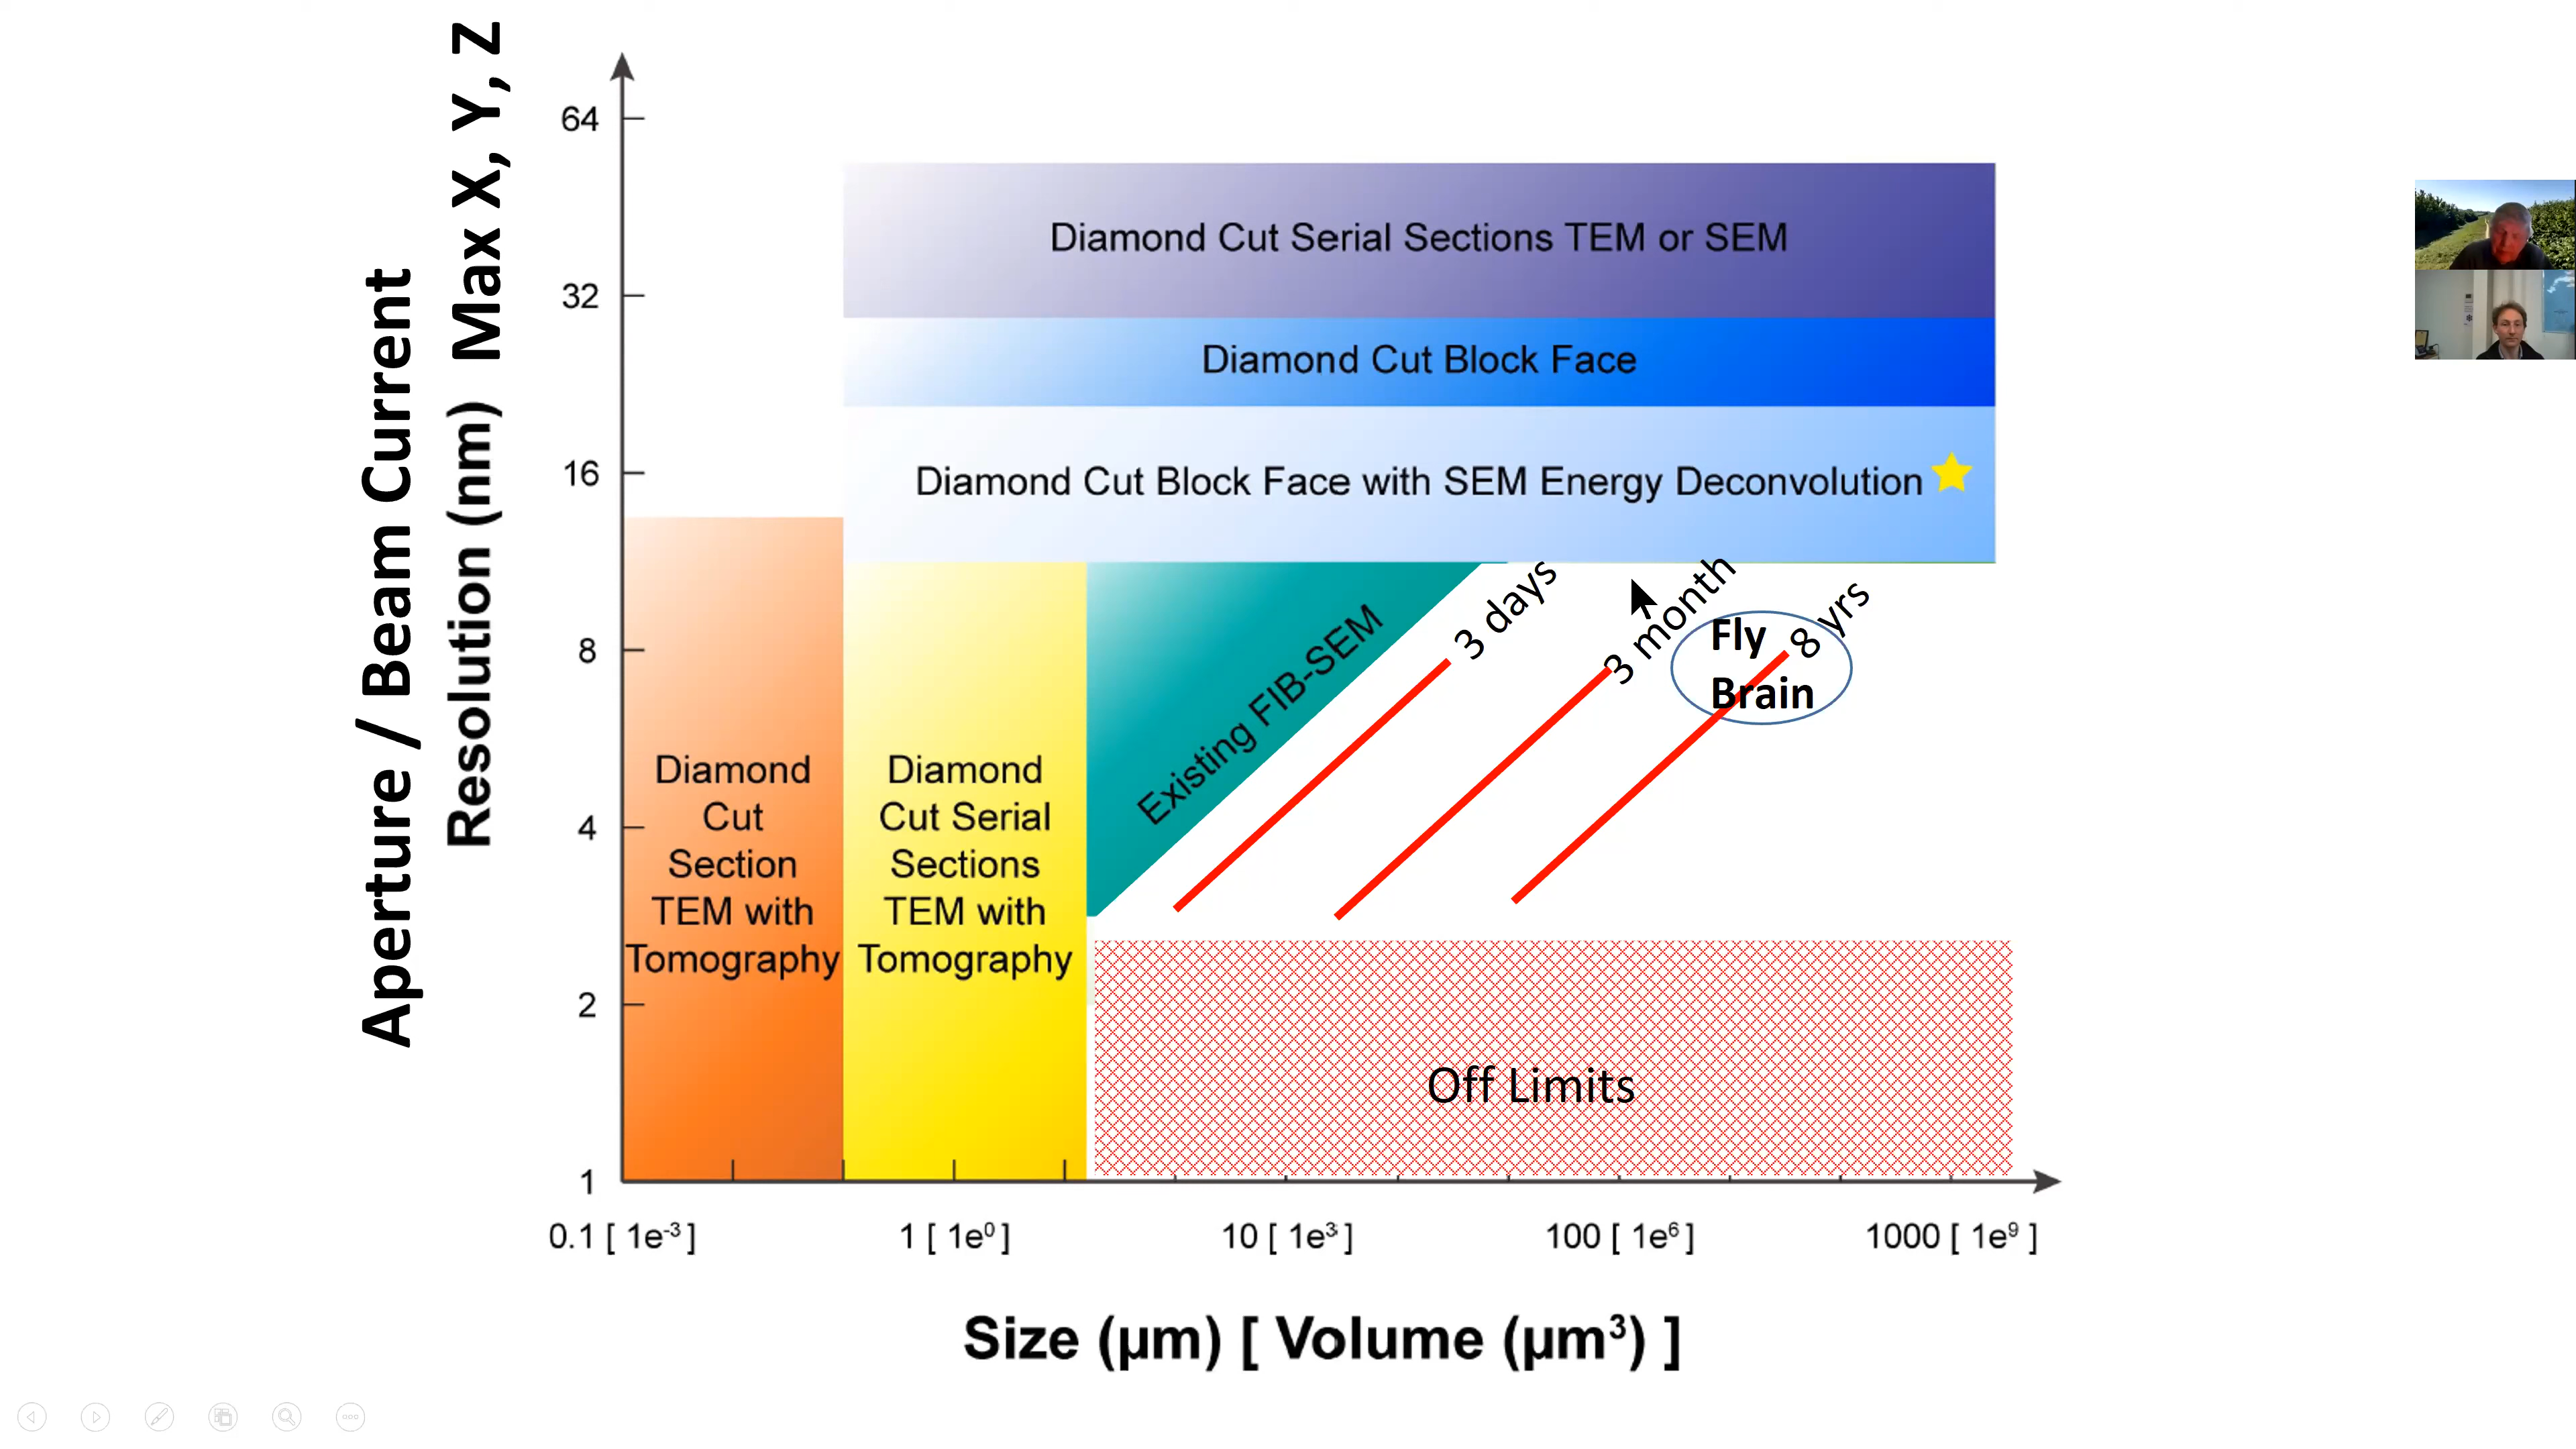 Aperture / Beam Current
Resolution (nm) Max X, Y, Z
64
32
16
8
4
2
1
Diamond Cut Serial Sections TEM or SEM
Diamond Cut Block Face
Diamond Cut Block Face with SEM Energy Deconvolution
Diamond
Cut
Section
TEM with
Tomography
Diamond
Cut Serial
Sections
TEM with
Tomography
Existing FIB-SEM
3 days
3 month
8 yrs
Fly
Brain
Off Limits
0.1 [ 1e⁻³ ]
1 [ 1e⁰ ]
10 [ 1e³ ]
100 [ 1e⁶ ]
1000 [ 1e⁹ ]
Size (µm) [ Volume (µm³) ]